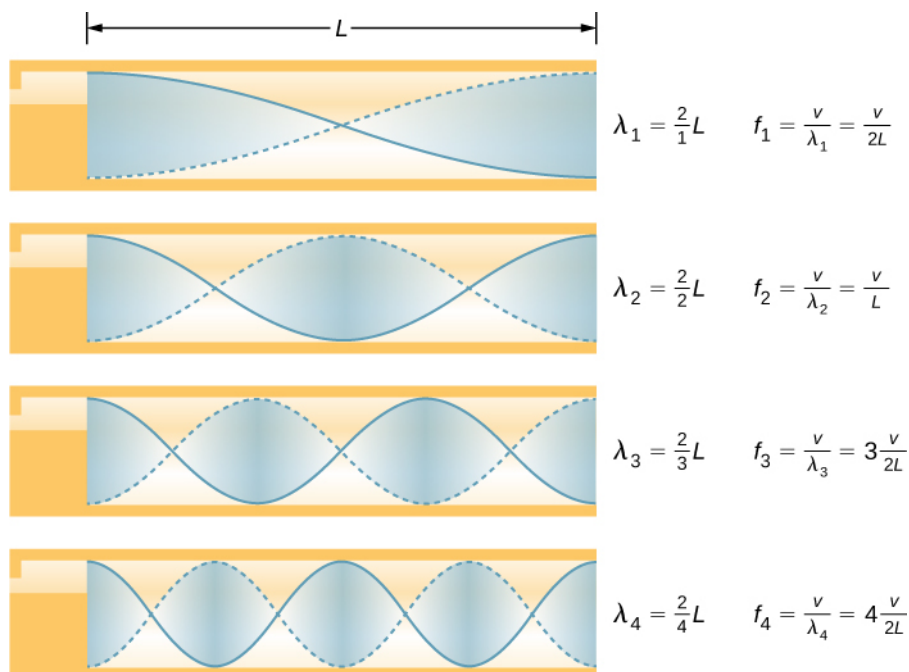 L
λ₁ = 2/1 L    f₁ = v/λ₁ = v/2L
λ₂ = 2/2 L    f₂ = v/λ₂ = v/L
λ₃ = 2/3 L    f₃ = v/λ₃ = 3 v/2L
λ₄ = 2/4 L    f₄ = v/λ₄ = 4 v/2L